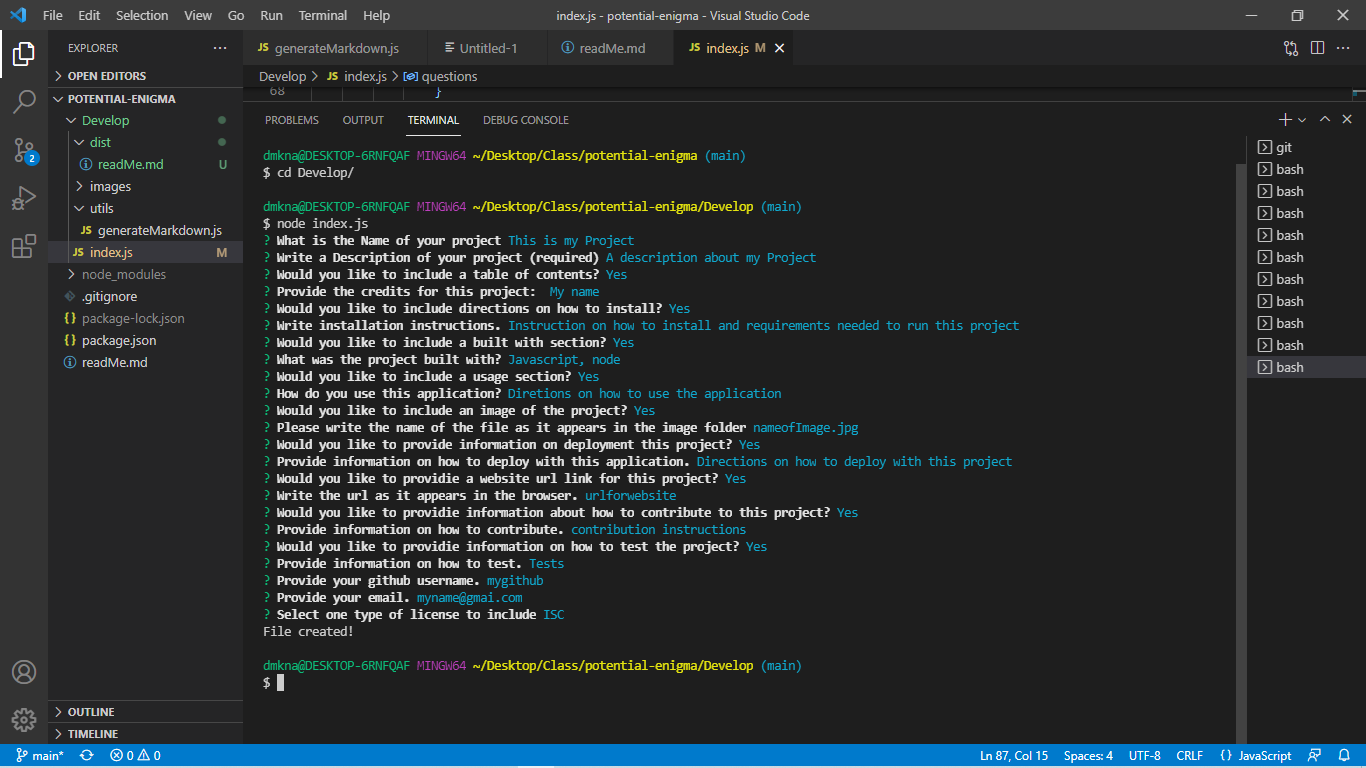 File Edit Selection View Go Run Terminal Help index.js - potential-enigma - Visual Studio Code
EXPLORER
OPEN EDITORS
POTENTIAL-ENIGMA
Develop
dist
readMe.md U
images
utils
JS generateMarkdown.js
JS index.js M
node_modules
.gitignore
{} package-lock.json
{} package.json
readMe.md
OUTLINE
TIMELINE
2
JS generateMarkdown.js Untitled-1 readMe.md JS index.js M
Develop > JS index.js > questions
68 }
PROBLEMS OUTPUT TERMINAL DEBUG CONSOLE
dmkna@DESKTOP-6RNFQAF MINGW64 ~/Desktop/Class/potential-enigma (main)
$ cd Develop/
dmkna@DESKTOP-6RNFQAF MINGW64 ~/Desktop/Class/potential-enigma/Develop (main)
$ node index.js
? What is the Name of your project This is my Project
? Write a Description of your project (required) A description about my Project
? Would you like to include a table of contents? Yes
? Provide the credits for this project:  My name
? Would you like to include directions on how to install? Yes
? Write installation instructions. Instruction on how to install and requirements needed to run this project
? Would you like to include a built with section? Yes
? What was the project built with? Javascript, node
? Would you like to include a usage section? Yes
? How do you use this application? Diretions on how to use the application
? Would you like to include an image of the project? Yes
? Please write the name of the file as it appears in the image folder nameofImage.jpg
? Would you like to provide information on deployment this project? Yes
? Provide information on how to deploy with this application. Directions on how to deploy with this project
? Would you like to providie a website url link for this project? Yes
? Write the url as it appears in the browser. urlforwebsite
? Would you like to providie information about how to contribute to this project? Yes
? Provide information on how to contribute. contribution instructions
? Would you like to providie information on how to test the project? Yes
? Provide information on how to test. Tests
? Provide your github username. mygithub
? Provide your email. myname@gmai.com
? Select one type of license to include ISC
File created!
dmkna@DESKTOP-6RNFQAF MINGW64 ~/Desktop/Class/potential-enigma/Develop (main)
$
git
bash
bash
bash
bash
bash
bash
bash
bash
bash
bash
main* 0 0 Ln 87, Col 15 Spaces: 4 UTF-8 CRLF {} JavaScript